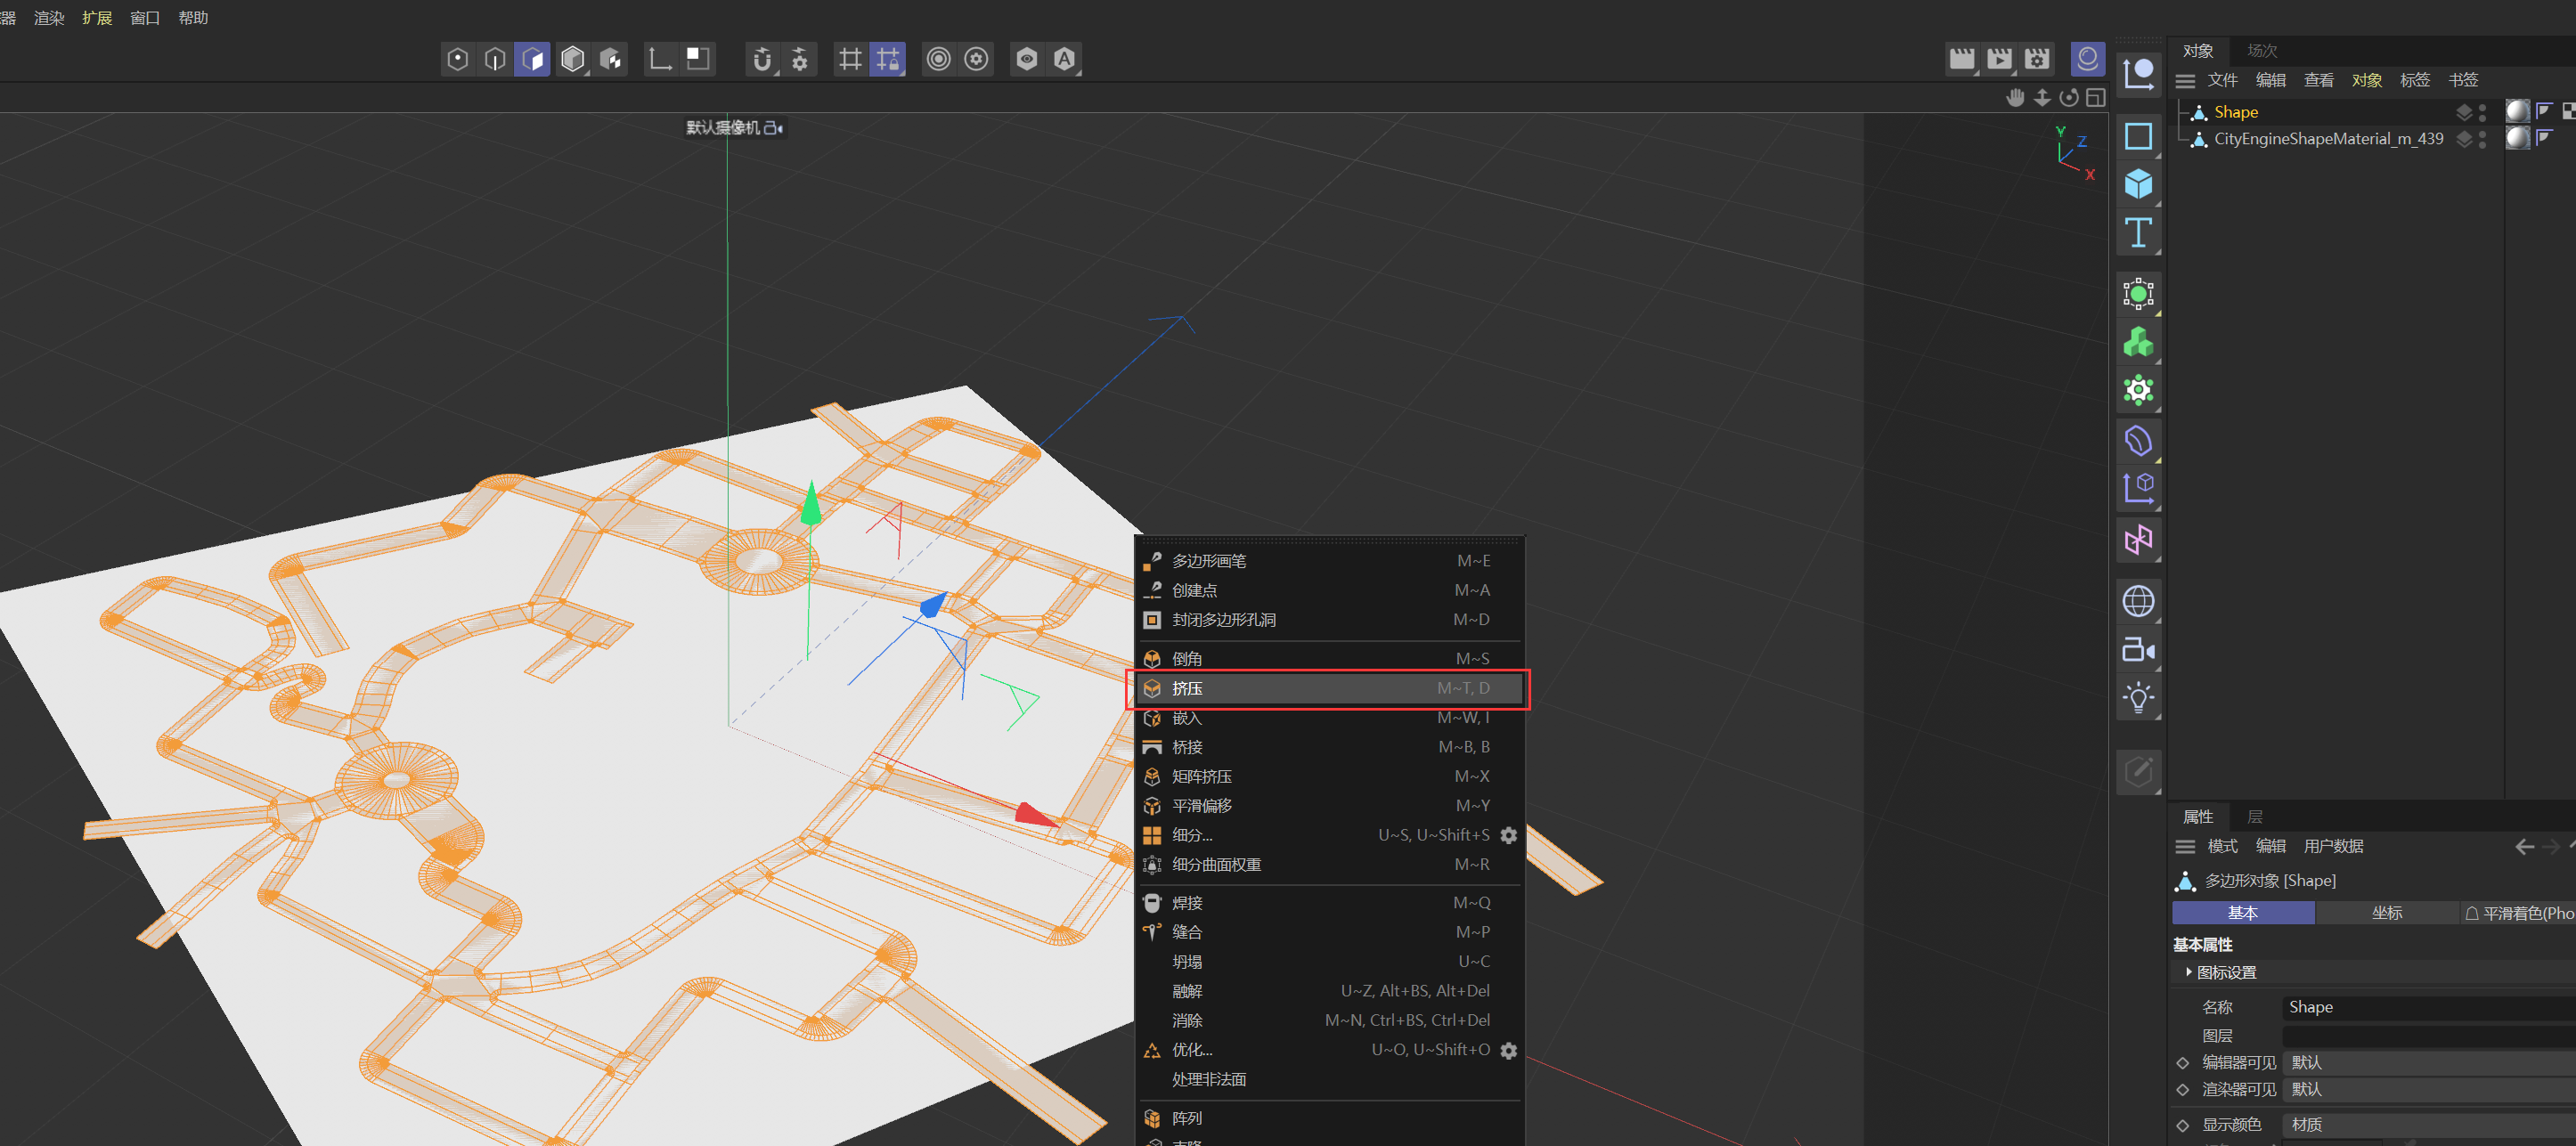 渲染 扩展 窗口 帮助
对象 场次
文件 编辑 查看 对象 标签 书签
Shape
CityEngineShapeMaterial_m_439
默认摄像机
Y
Z
X
多边形画笔 M~E
创建点 M~A
封闭多边形孔洞 M~D
倒角 M~S
挤压 M~T, D
嵌入 M~W, I
桥接 M~B, B
矩阵挤压 M~X
平滑偏移 M~Y
细分... U~S, U~Shift+S
细分曲面权重 M~R
焊接 M~Q
缝合 M~P
坍塌 U~C
融解 U~Z, Alt+BS, Alt+Del
消除 M~N, Ctrl+BS, Ctrl+Del
优化... U~O, U~Shift+O
处理非法面
阵列
属性 层
模式 编辑 用户数据
多边形对象 [Shape]
基本 坐标 平滑着色(Pho
基本属性
图标设置
名称 Shape
图层
编辑器可见 默认
渲染器可见 默认
显示颜色 材质